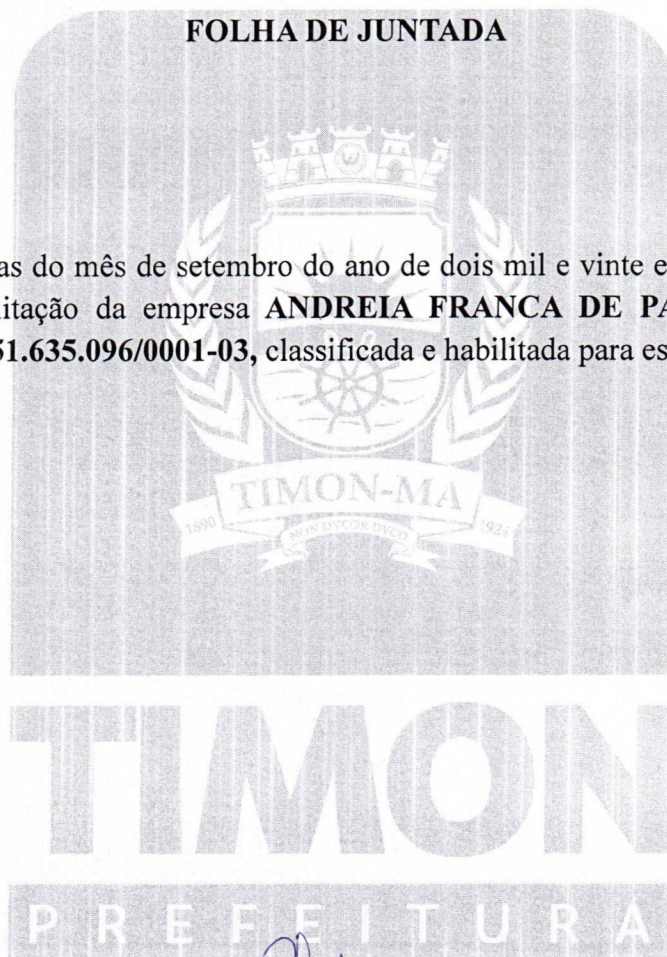 FOLHA DE JUNTADA
as do mês de setembro do ano de dois mil e vinte e
litação da empresa ANDREIA FRANCA DE PA
51.635.096/0001-03, classificada e habilitada para es
TIMON-MA
1890 NON DVCOR DVCO 1924
TIMON
PREFEITURA